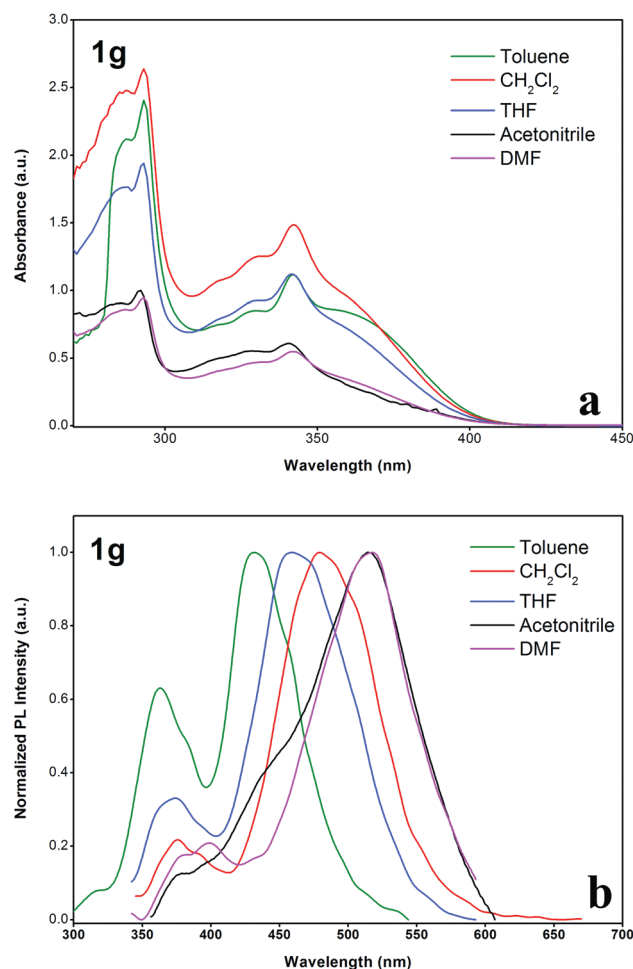 1g
Toluene
CH₂Cl₂
THF
Acetonitrile
DMF
Absorbance (a.u.)
3.0
2.5
2.0
1.5
1.0
0.5
0.0
300
350
400
450
Wavelength (nm)
a
1g
Toluene
CH₂Cl₂
THF
Acetonitrile
DMF
Normalized PL Intensity (a.u.)
1.0
0.8
0.6
0.4
0.2
0.0
300
350
400
450
500
550
600
650
700
Wavelength (nm)
b